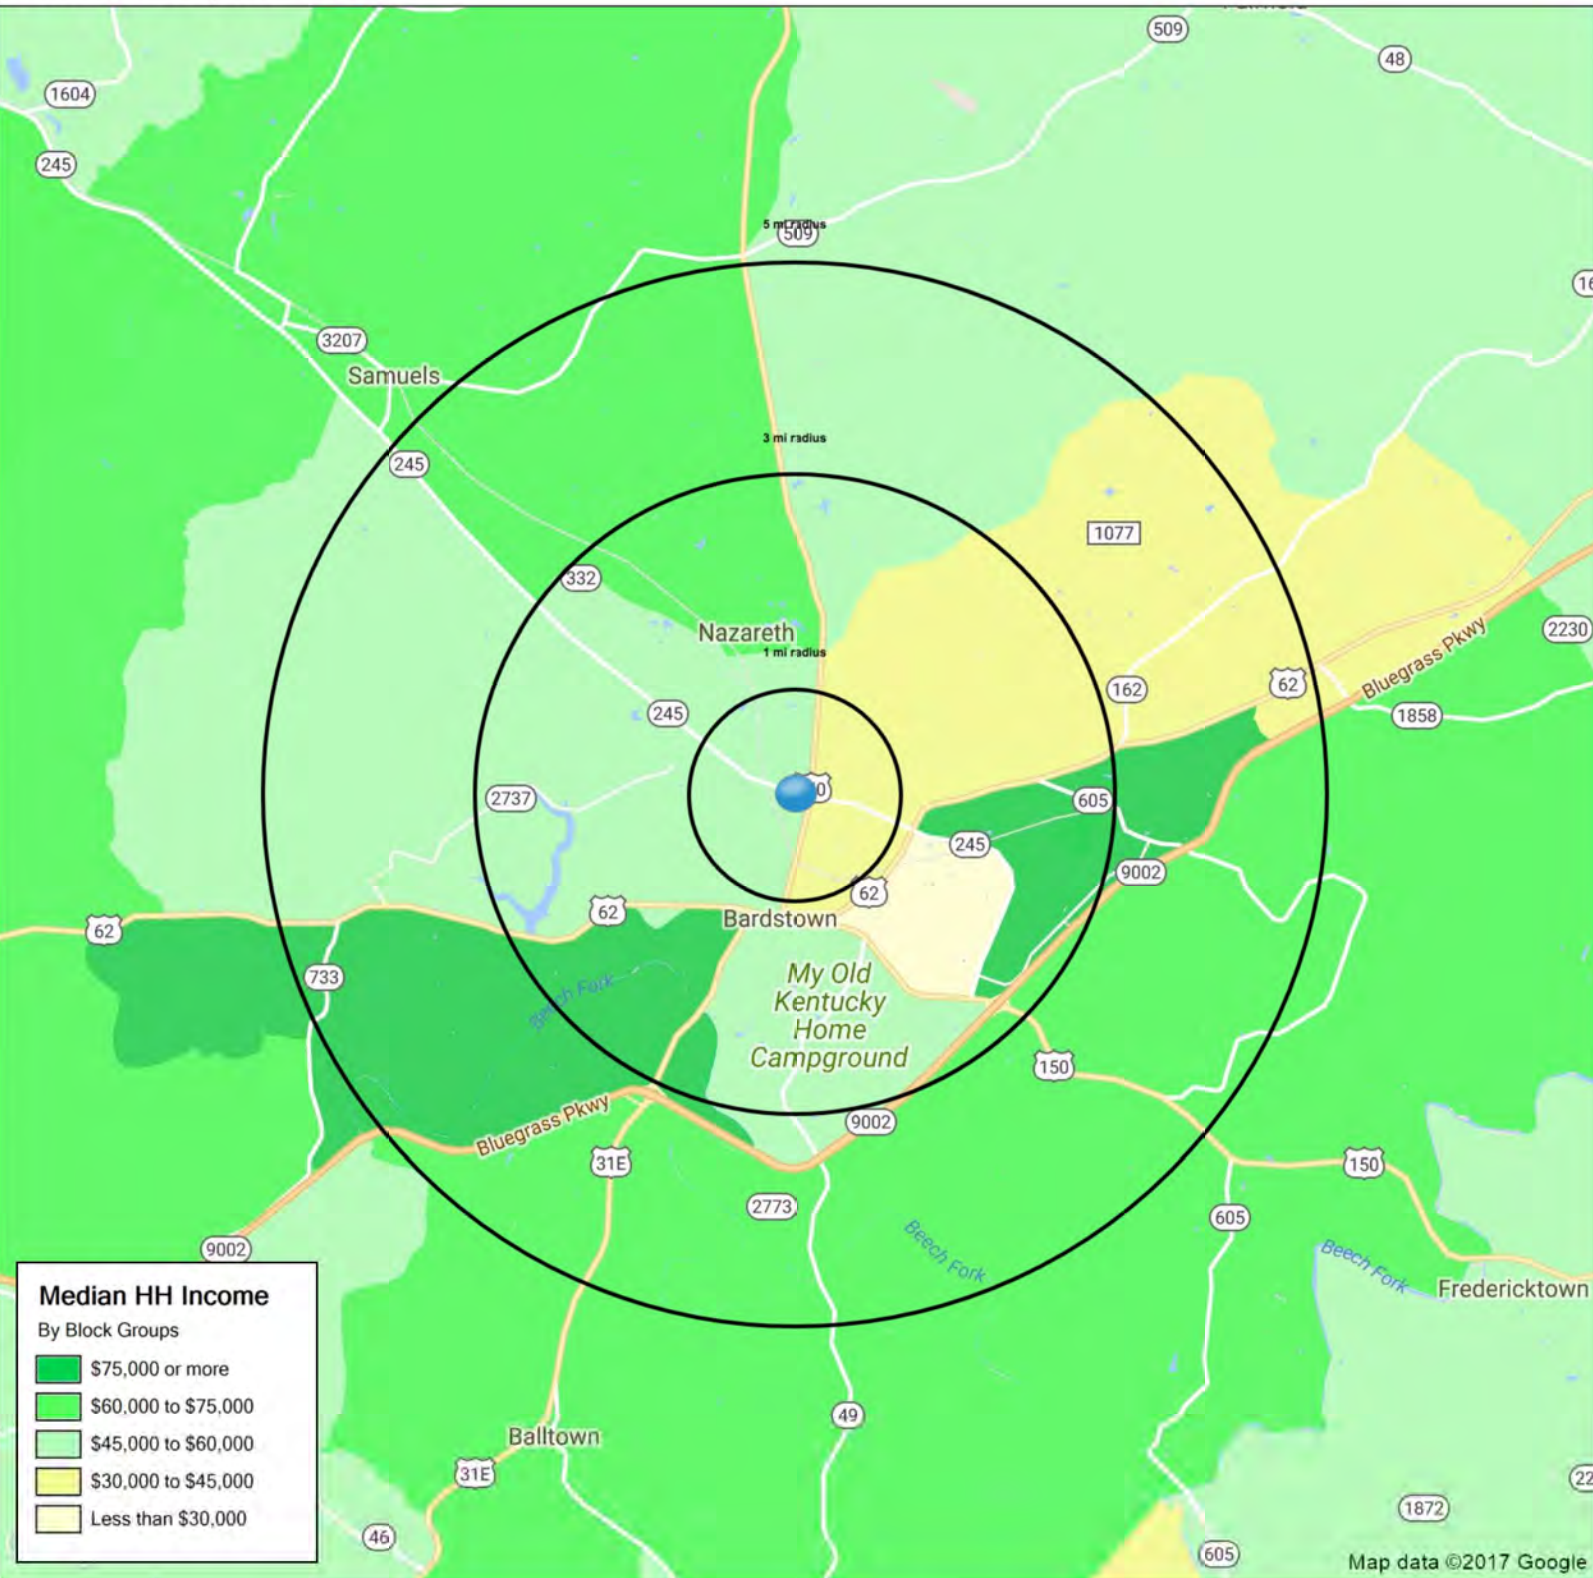 509
48
1604
245
5 mi radius
509
3207
Samuels
3 mi radius
245
1077
332
Nazareth
2230
1 mi radius
Bluegrass Pkwy
62
162
245
1858
2737
605
245
9002
62
62
Bardstown
62
733
My Old
Kentucky
Home
Campground
Beech Fork
150
9002
Bluegrass Pkwy
31E
150
2773
605
Beech Fork
9002
Beech Fork
Fredericktown
Median HH Income
By Block Groups
$75,000 or more
$60,000 to $75,000
$45,000 to $60,000
$30,000 to $45,000
Less than $30,000
49
Balltown
31E
1872
46
605
Map data ©2017 Google